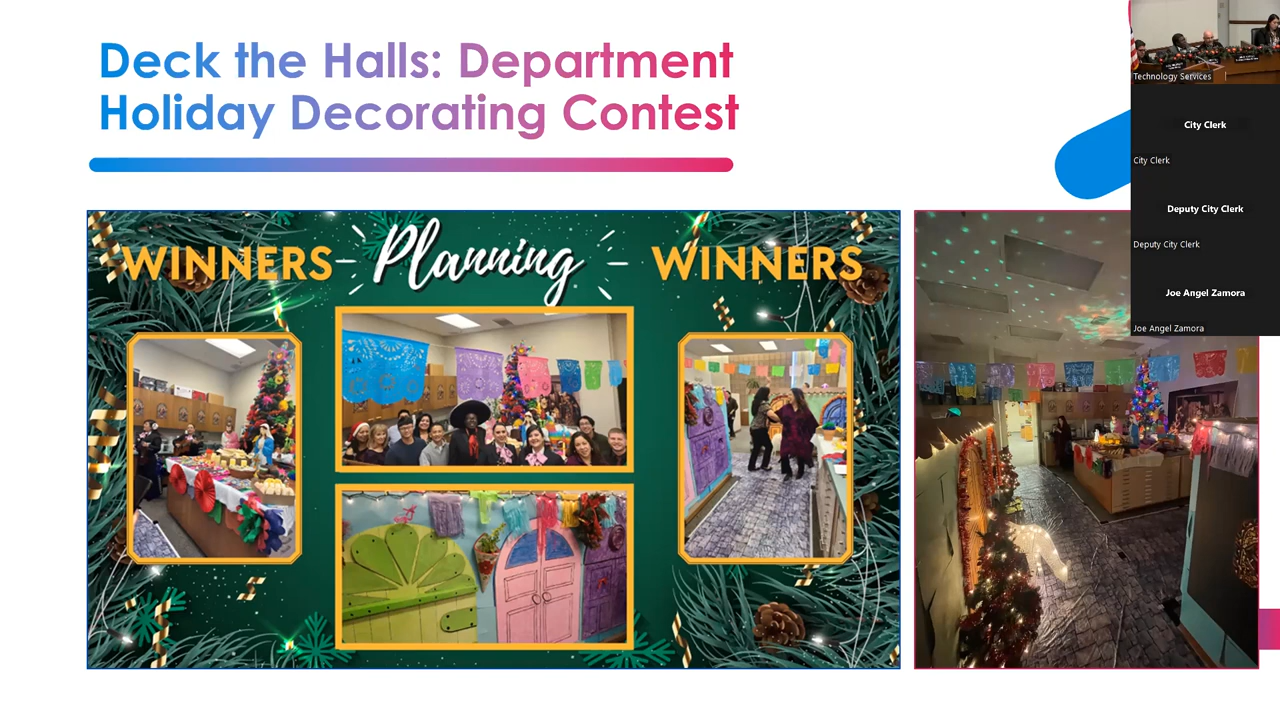 Deck the Halls: Department
Holiday Decorating Contest
WINNERS
Planning
WINNERS
Technology Services
City Clerk
City Clerk
Deputy City Clerk
Deputy City Clerk
Joe Angel Zamora
Joe Angel Zamora